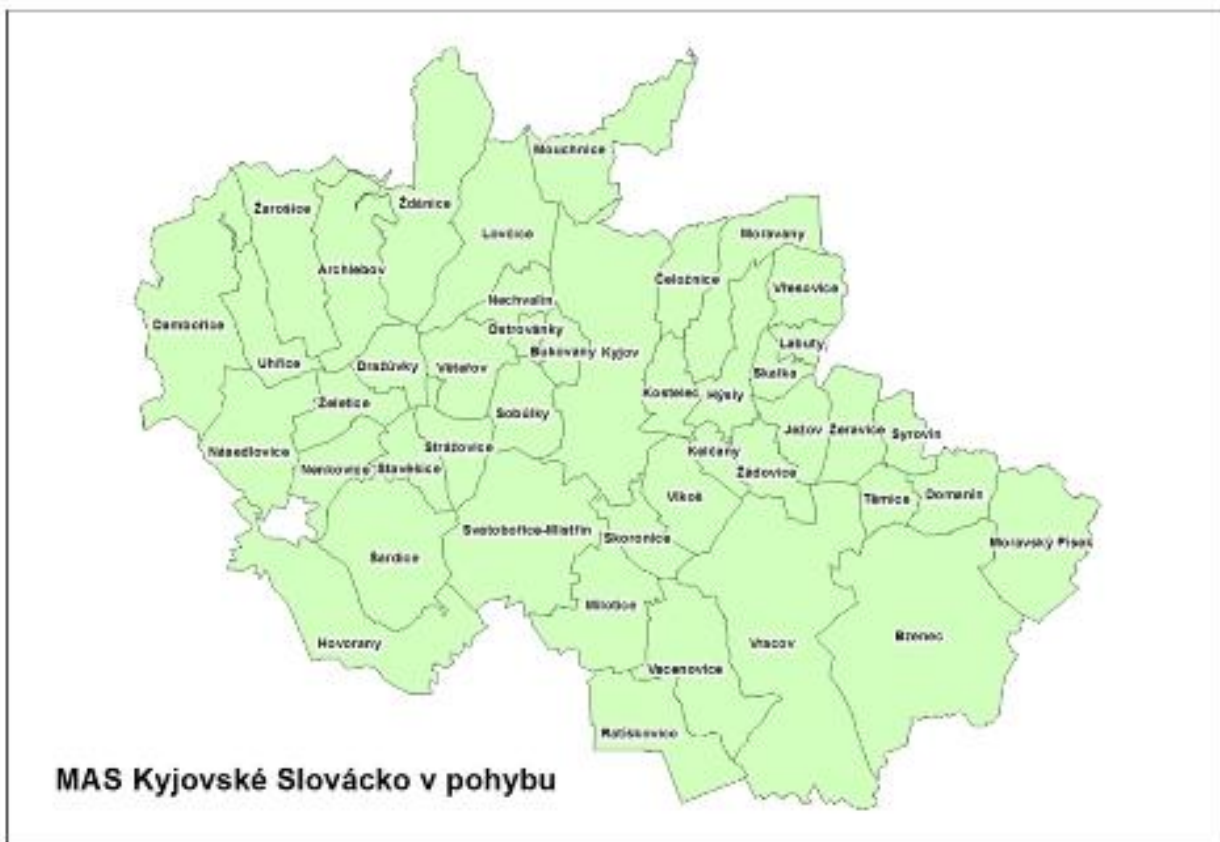 Mouchnice
Žarošice
Ždánice
Lovčice
Moravany
Archlebov
Čeložnice
Vřesovice
Nechvalín
Dambořice
Ostrovánky
Bukovany
Kyjov
Labuty
Uhřice
Dražůvky
Věteřov
Skalka
Kostelec
Hýsly
Želetice
Sobůlky
Násedlovice
Strážovice
Ježov
Žeravice
Syrovín
Nenkovice
Stavěšice
Kelčany
Žádovice
Vlkoš
Těmice
Domanín
Svatobořice-Mistřín
Skoronice
Moravský Písek
Šardice
Milotice
Hovorany
Vracov
Bzenec
Vacenovice
Ratíškovice
MAS Kyjovské Slovácko v pohybu